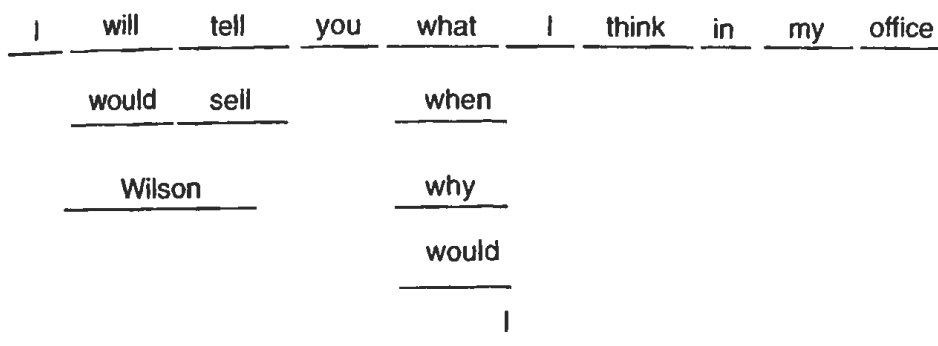 I will tell you what I think in my office
would sell when
Wilson why
would
I